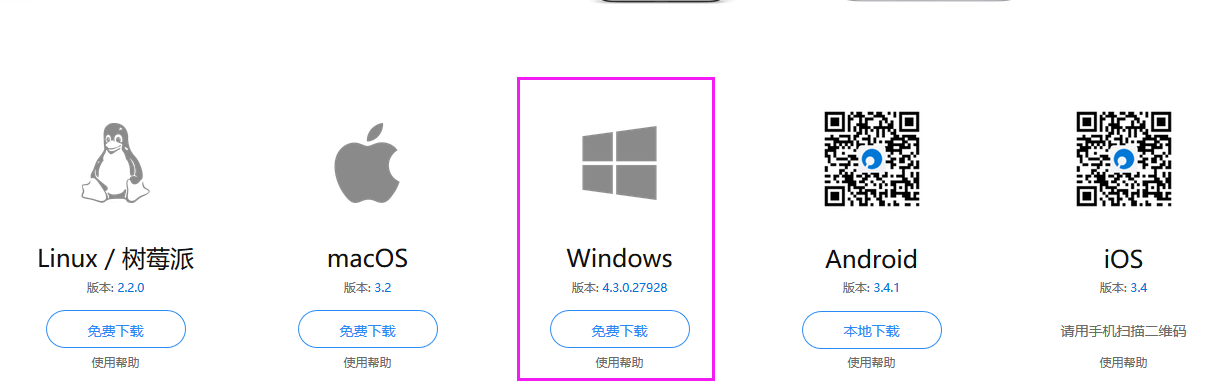 Linux / 树莓派
版本: 2.2.0
免费下载
使用帮助
macOS
版本: 3.2
免费下载
使用帮助
Windows
版本: 4.3.0.27928
免费下载
使用帮助
Android
版本: 3.4.1
本地下载
使用帮助
iOS
版本: 3.4
请用手机扫描二维码
使用帮助